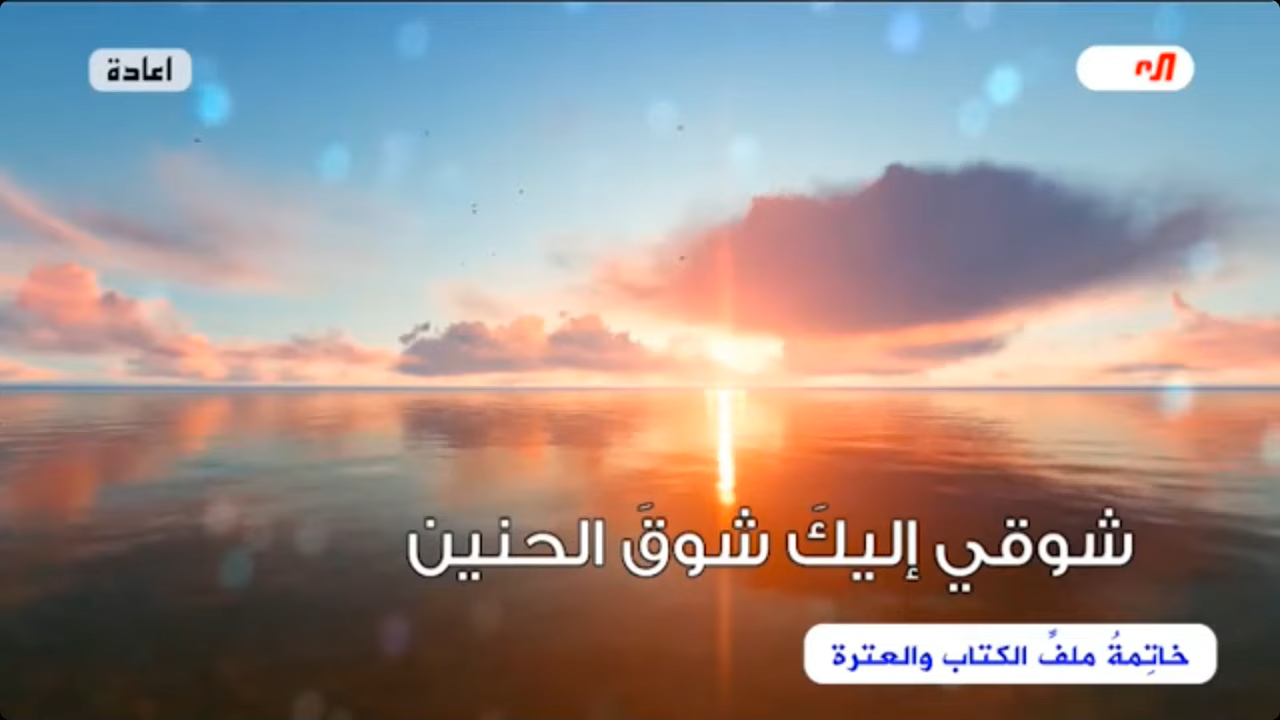 اعادة
شوقي إليكَ شوقَ الحنين
خاتِمةُ ملفِّ الكتاب والعترة